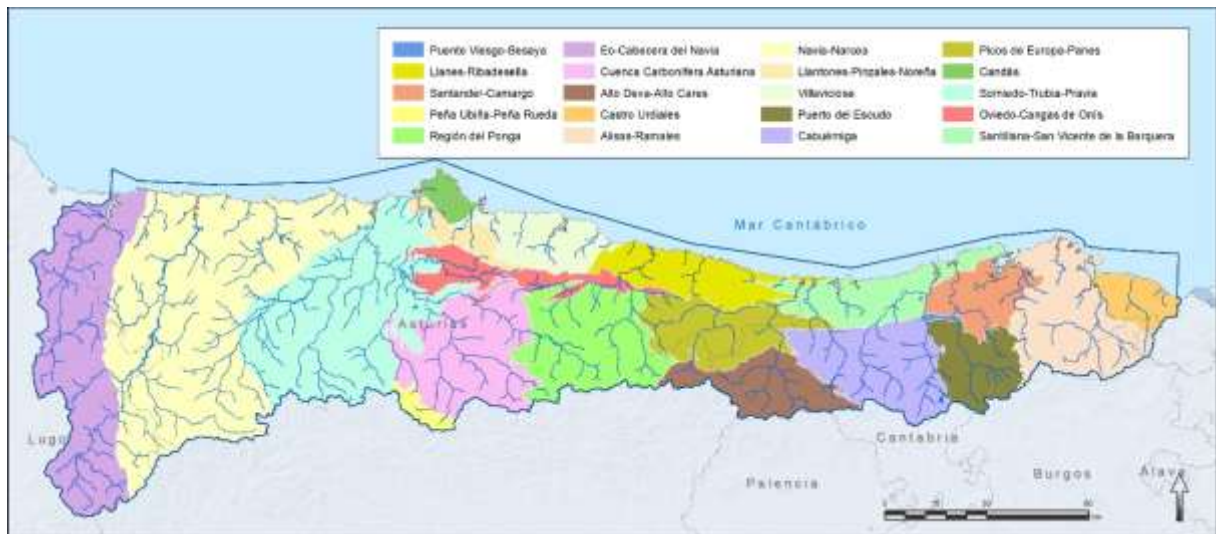 Puente Viesgo-Besaya
Eo-Cabecera del Navia
Navia-Narcea
Picos de Europa-Panes
Llanes-Ribadesella
Cuenca Carbonífera Asturiana
Llantones-Pinzales-Noreña
Candás
Santander-Camargo
Alto Deva-Alto Cares
Villaviciosa
Somiedo-Trubia-Pravia
Peña Ubiña-Peña Rueda
Castro Urdiales
Puerto del Escudo
Oviedo-Cangas de Onís
Región del Ponga
Alisas-Ramales
Cabuérniga
Santillana-San Vicente de la Barquera
Mar Cantábrico
Asturias
Lugo
Cantabria
Palencia
Burgos
Alava
0